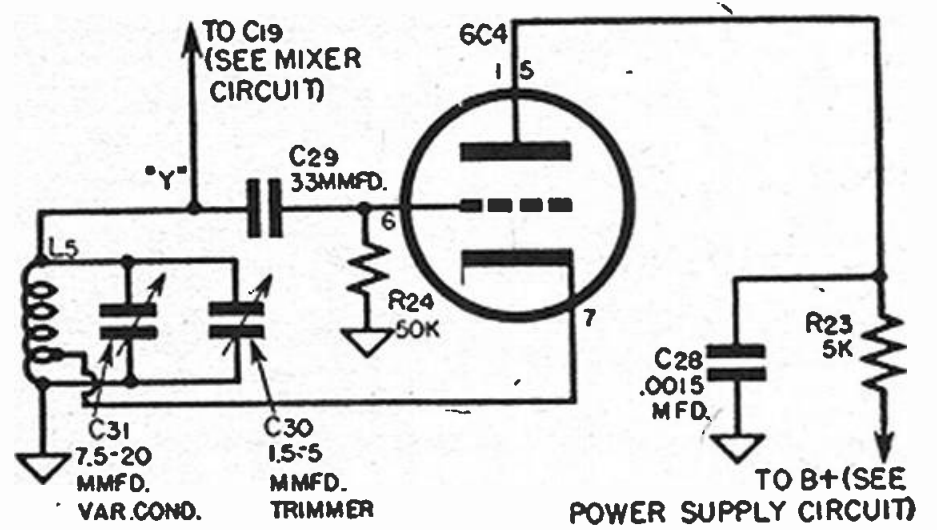 TO C19
(SEE MIXER
CIRCUIT)
6C4
1 5
"Y"
C29
33MMFD.
6
L5
R24
50K
7
R23
5K
C28
.0015
MFD.
C31
7.5-20
MMFD.
VAR.COND.
C30
1.5-5
MMFD.
TRIMMER
TO B+(SEE
POWER SUPPLY CIRCUIT)